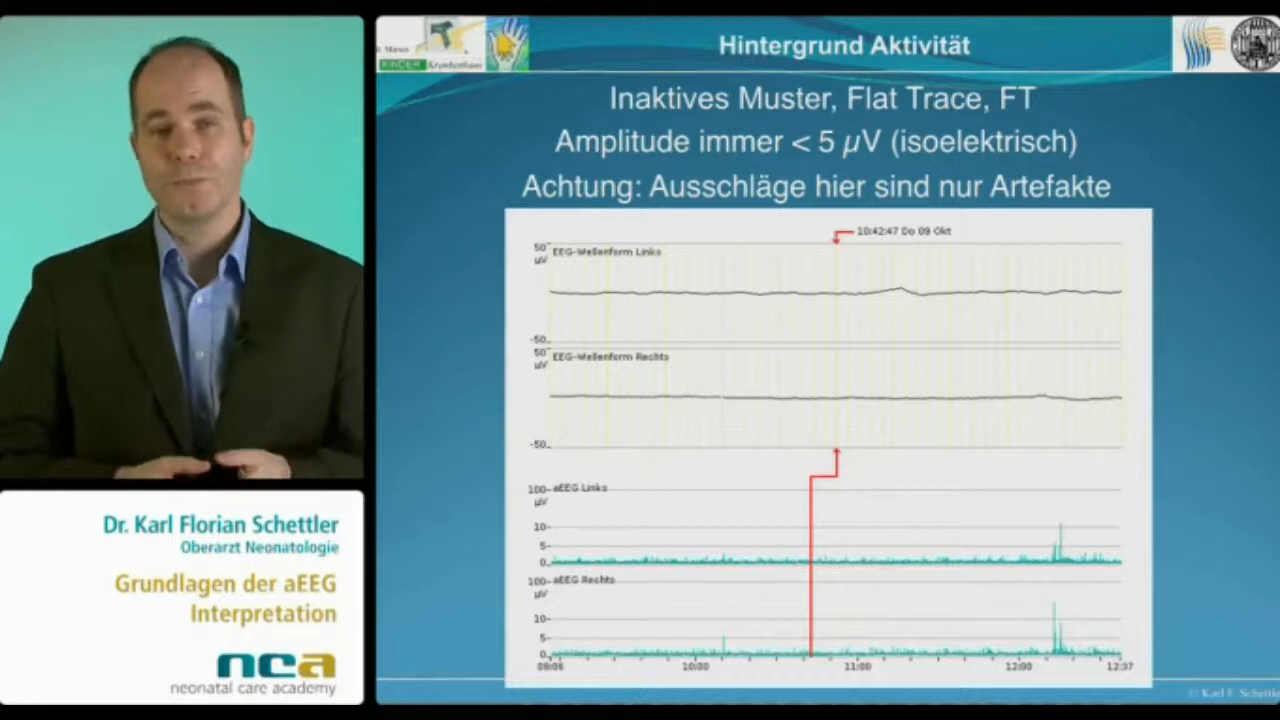 Hintergrund Aktivität
KINDER Krankenhaus
Inaktives Muster, Flat Trace, FT
Amplitude immer < 5 µV (isoelektrisch)
Achtung: Ausschläge hier sind nur Artefakte
10:42:47 Do 09 Okt
50
µV
EEG-Wellenform Links
-50
50
µV
EEG-Wellenform Rechts
-50
100
aEEG Links
µV
10
5
0
100
aEEG Rechts
µV
10
5
0
09:06 10:00 11:00 12:00 12:37
Dr. Karl Florian Schettler
Oberarzt Neonatologie
Grundlagen der aEEG
Interpretation
nca
neonatal care academy